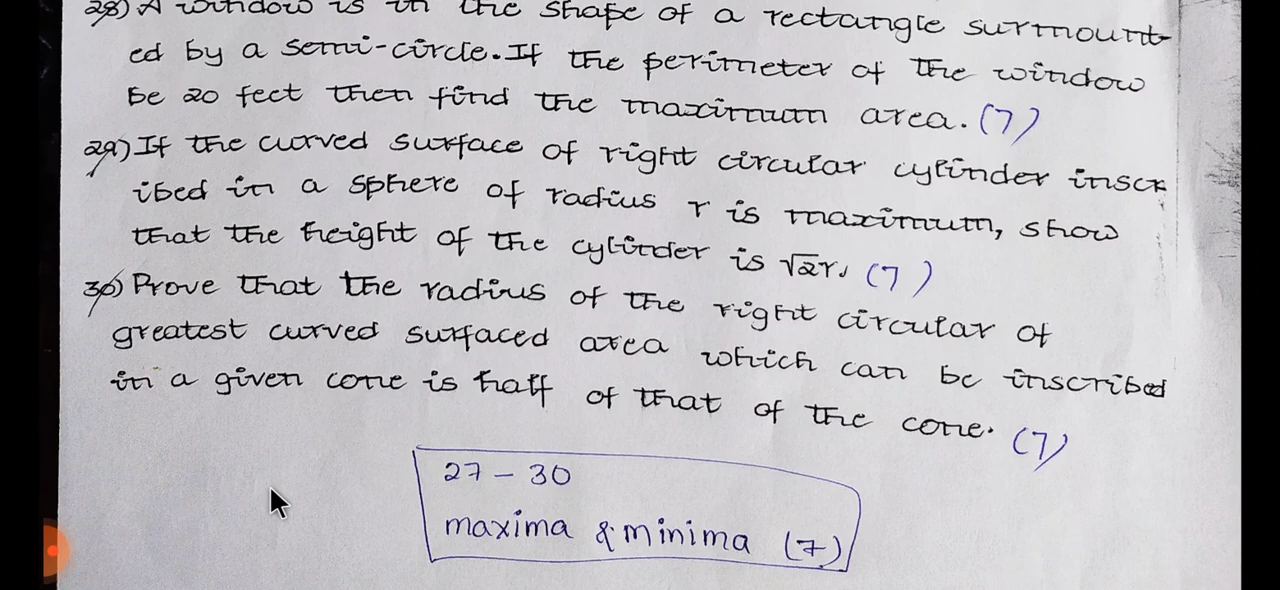 28) A window is in the shape of a rectangle surmount-
ed by a semi-circle. If the perimeter of the window
be 20 feet then find the maximum area. (7)
29) If the curved surface of right circular cylinder inscr
ibed in a sphere of radius r is maximum, show
that the height of the cylinder is √2r. (7)
30) Prove that the radius of the right circular of
greatest curved surfaced area which can be inscribed
in a given cone is half of that of the cone. (7)
27 - 30
maxima & minima (7)